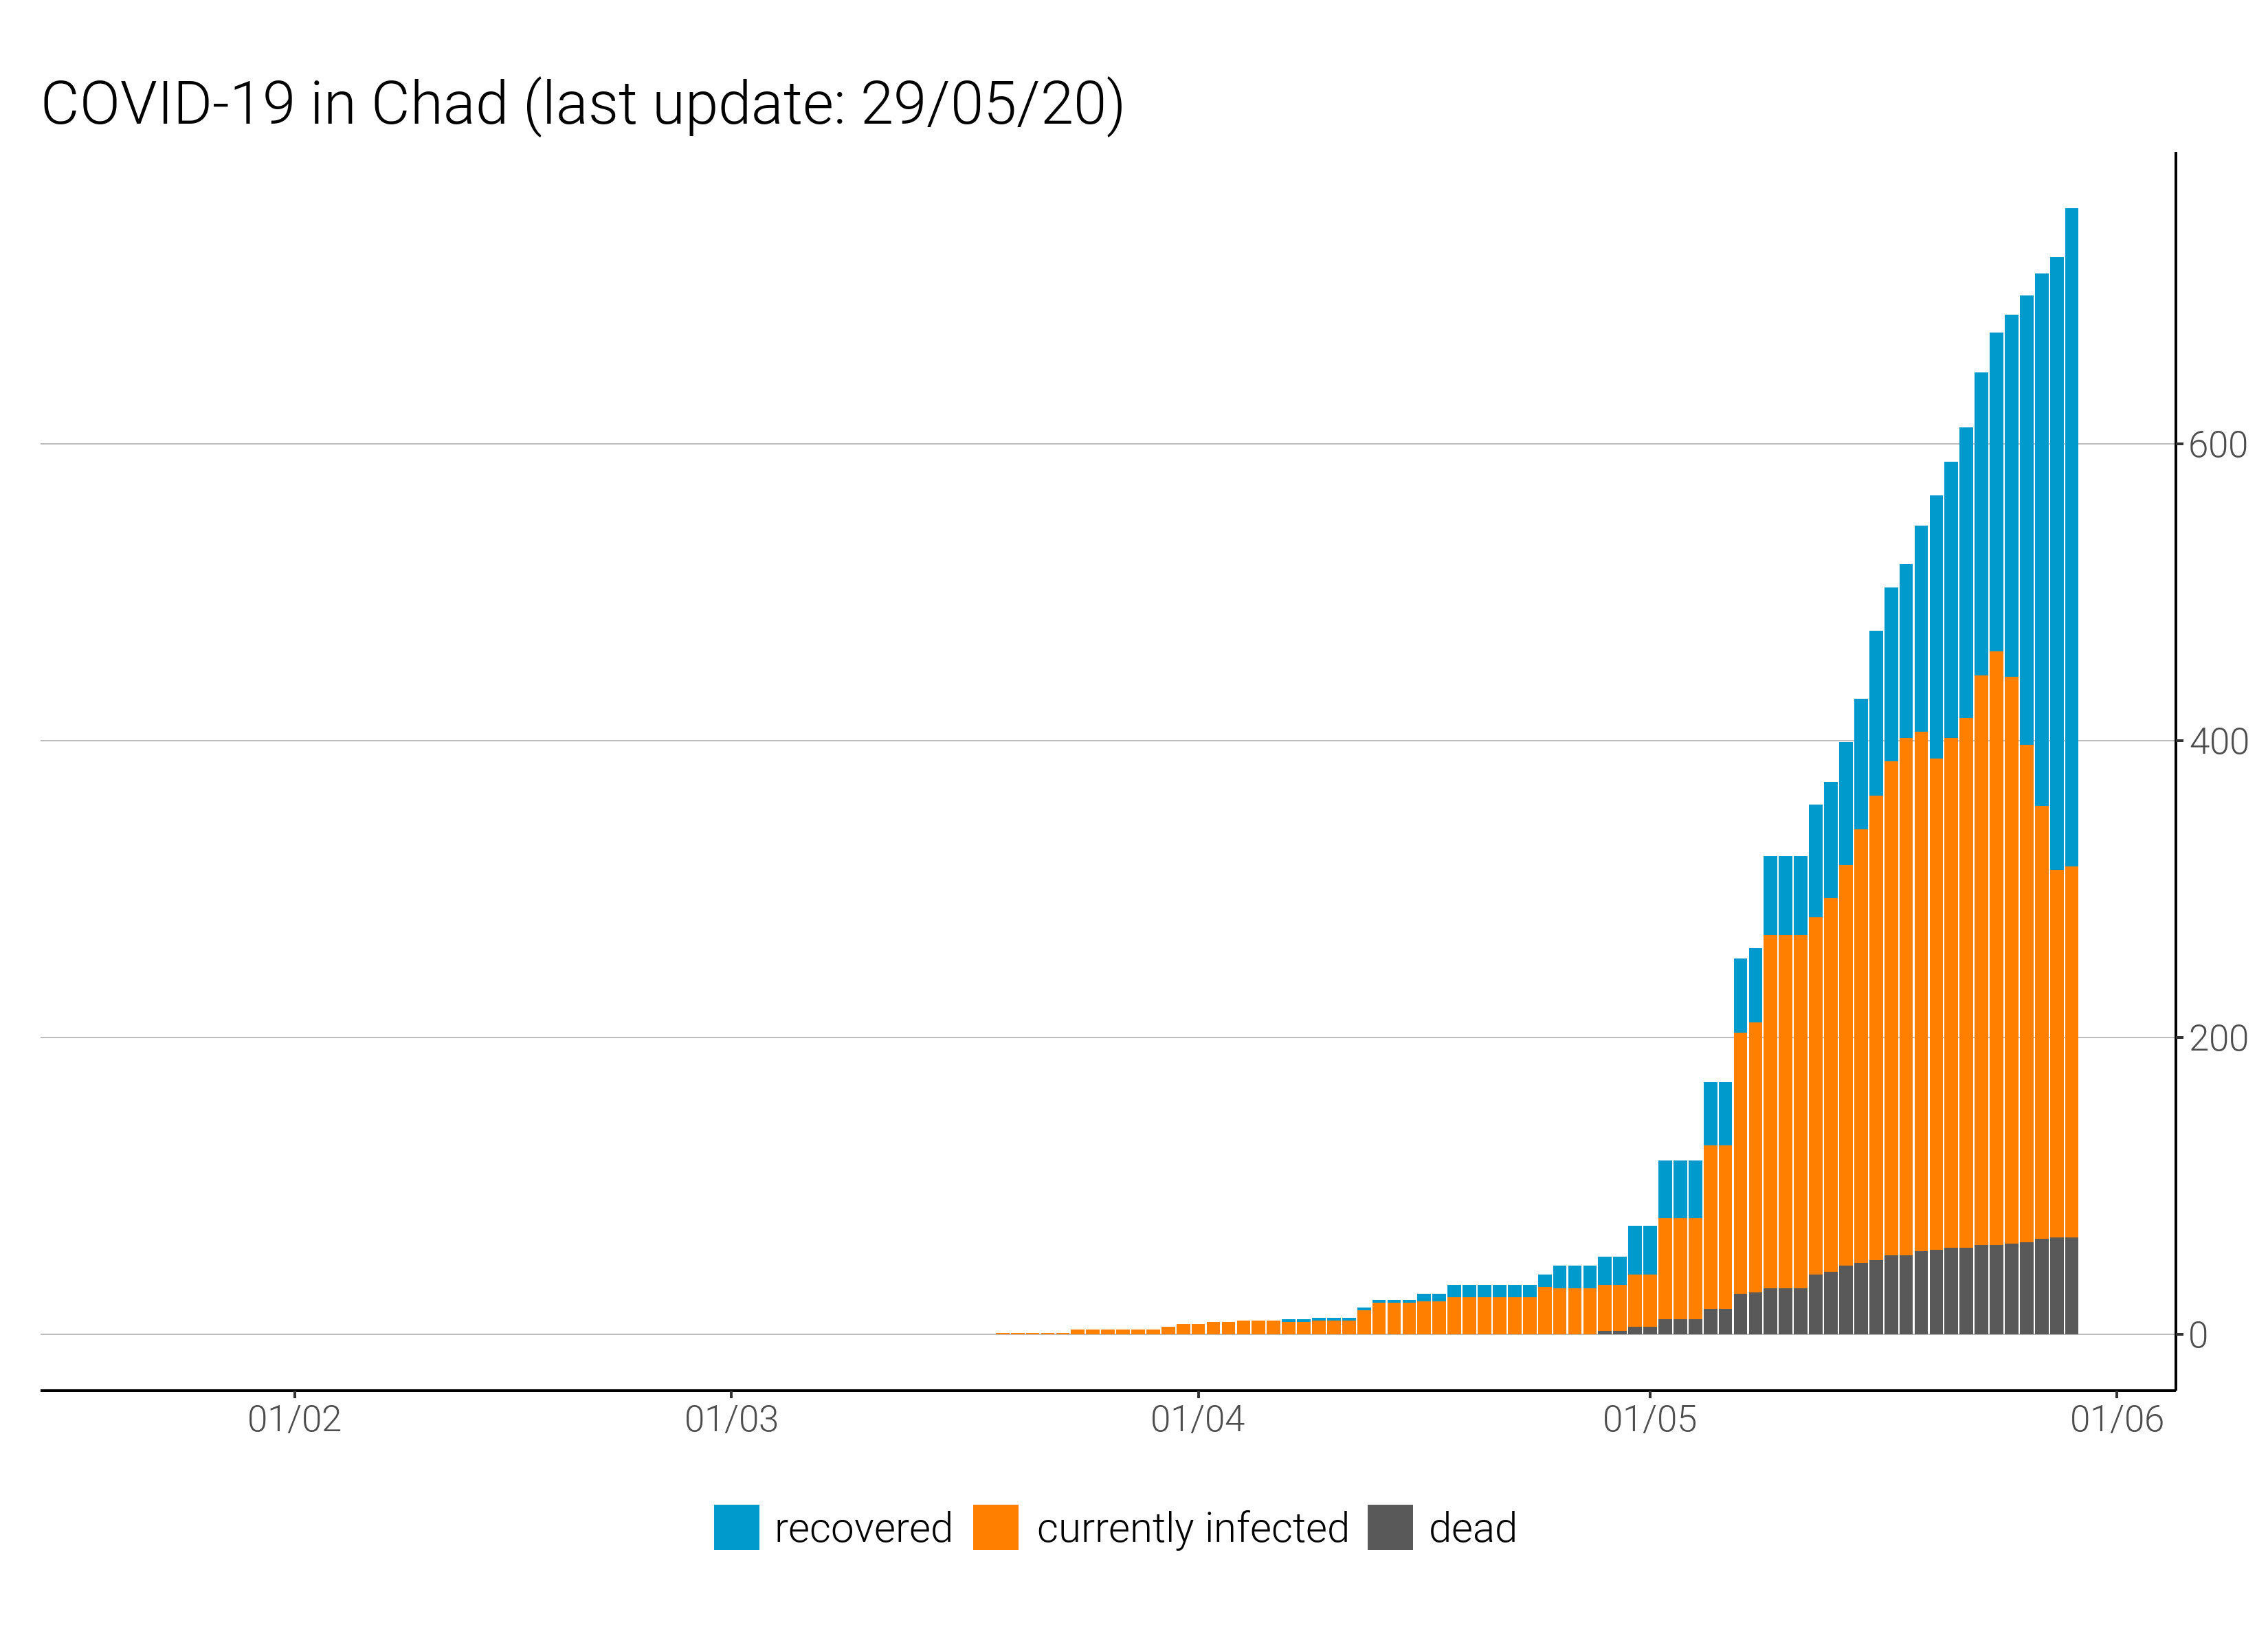 COVID-19 in Chad (last update: 29/05/20)
600
400
200
0
01/02 01/03 01/04 01/05 01/06
recovered currently infected dead